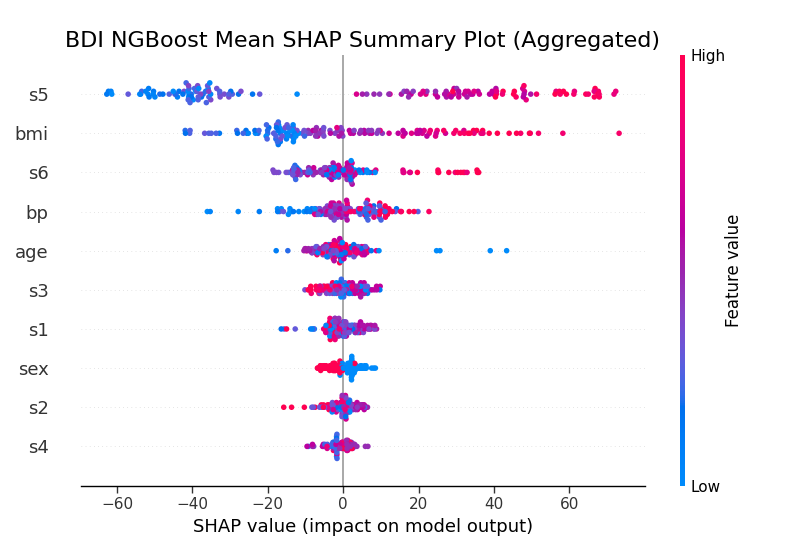 BDI NGBoost Mean SHAP Summary Plot (Aggregated)
High
s5
bmi
s6
bp
age
s3
s1
sex
s2
s4
Feature value
Low
−60 −40 −20 0 20 40 60
SHAP value (impact on model output)